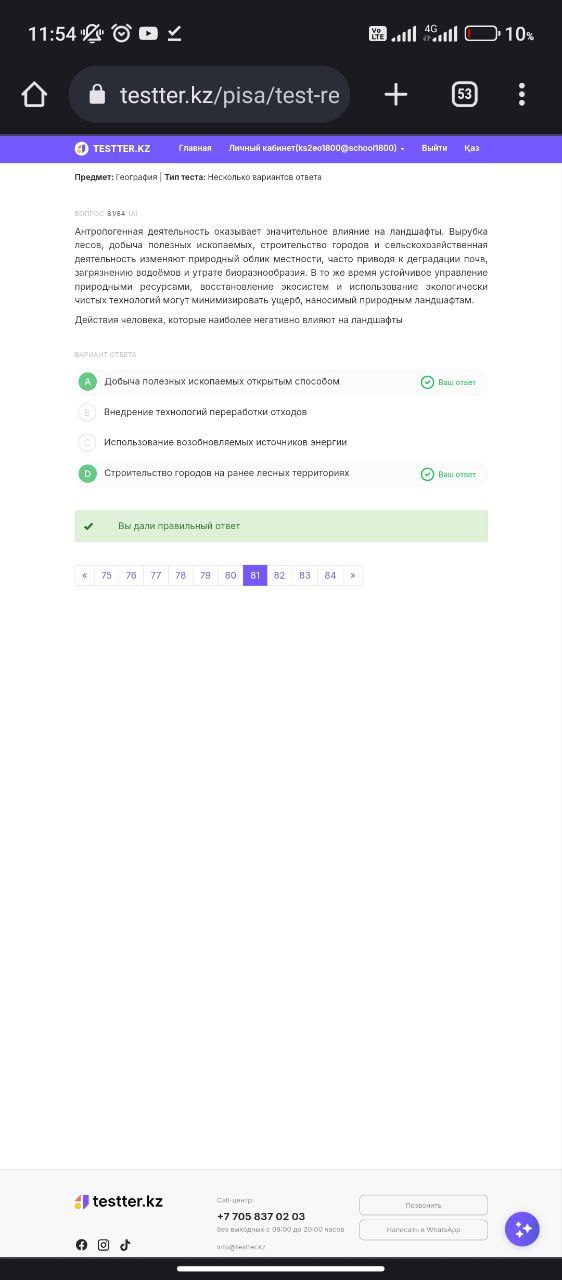 11:54
Vo LTE
4G
10%
testter.kz/pisa/test-re
53
TESTTER.KZ
Главная
Личный кабинет(ks2eo1800@school1800)
Выйти
Қаз
Предмет: География | Тип теста: Несколько вариантов ответа
ВОПРОС 81/84 (A)
Антропогенная деятельность оказывает значительное влияние на ландшафты. Вырубка
лесов, добыча полезных ископаемых, строительство городов и сельскохозяйственная
деятельность изменяют природный облик местности, часто приводя к деградации почв,
загрязнению водоёмов и утрате биоразнообразия. В то же время устойчивое управление
природными ресурсами, восстановление экосистем и использование экологически
чистых технологий могут минимизировать ущерб, наносимый природным ландшафтам.
Действия человека, которые наиболее негативно влияют на ландшафты
ВАРИАНТ ОТВЕТА
A Добыча полезных ископаемых открытым способом Ваш ответ
B Внедрение технологий переработки отходов
C Использование возобновляемых источников энергии
D Строительство городов на ранее лесных территориях Ваш ответ
Вы дали правильный ответ
« 75 76 77 78 79 80 81 82 83 84 »
testter.kz
Call-центр:
+7 705 837 02 03
без выходных с 08:00 до 20:00 часов
info@testter.kz
Позвонить
Написать в WhatsApp